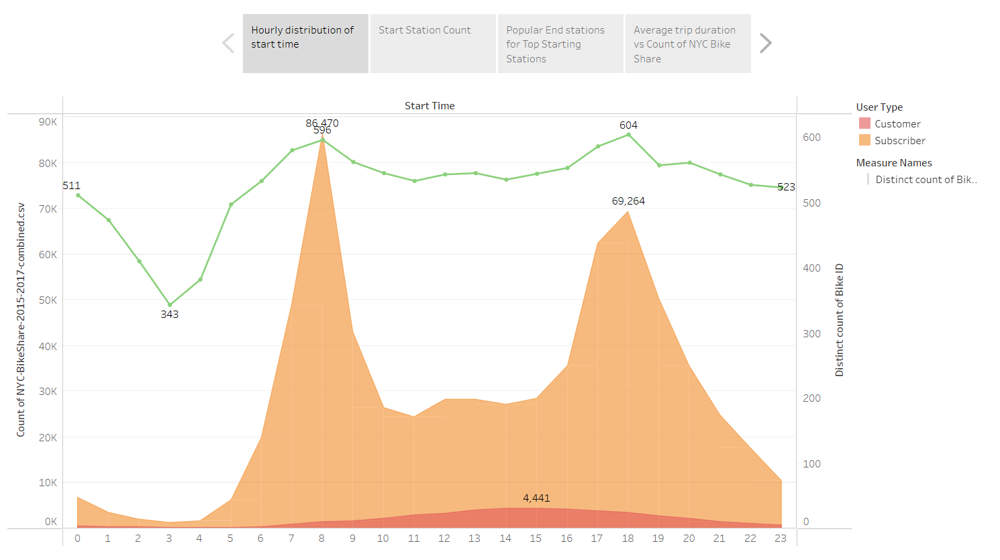 Hourly distribution of
start time
Start Station Count
Popular End stations
for Top Starting
Stations
Average trip duration
vs Count of NYC Bike
Share
Start Time
Count of NYC-BikeShare-2015-2017-combined.csv
90K
80K
70K
60K
50K
40K
30K
20K
10K
0K
511
343
86,470
596
604
523
69,264
4,441
600
500
400
300
200
100
0
Distinct count of Bike ID
0 1 2 3 4 5 6 7 8 9 10 11 12 13 14 15 16 17 18 19 20 21 22 23
User Type
Customer
Subscriber
Measure Names
Distinct count of Bik..